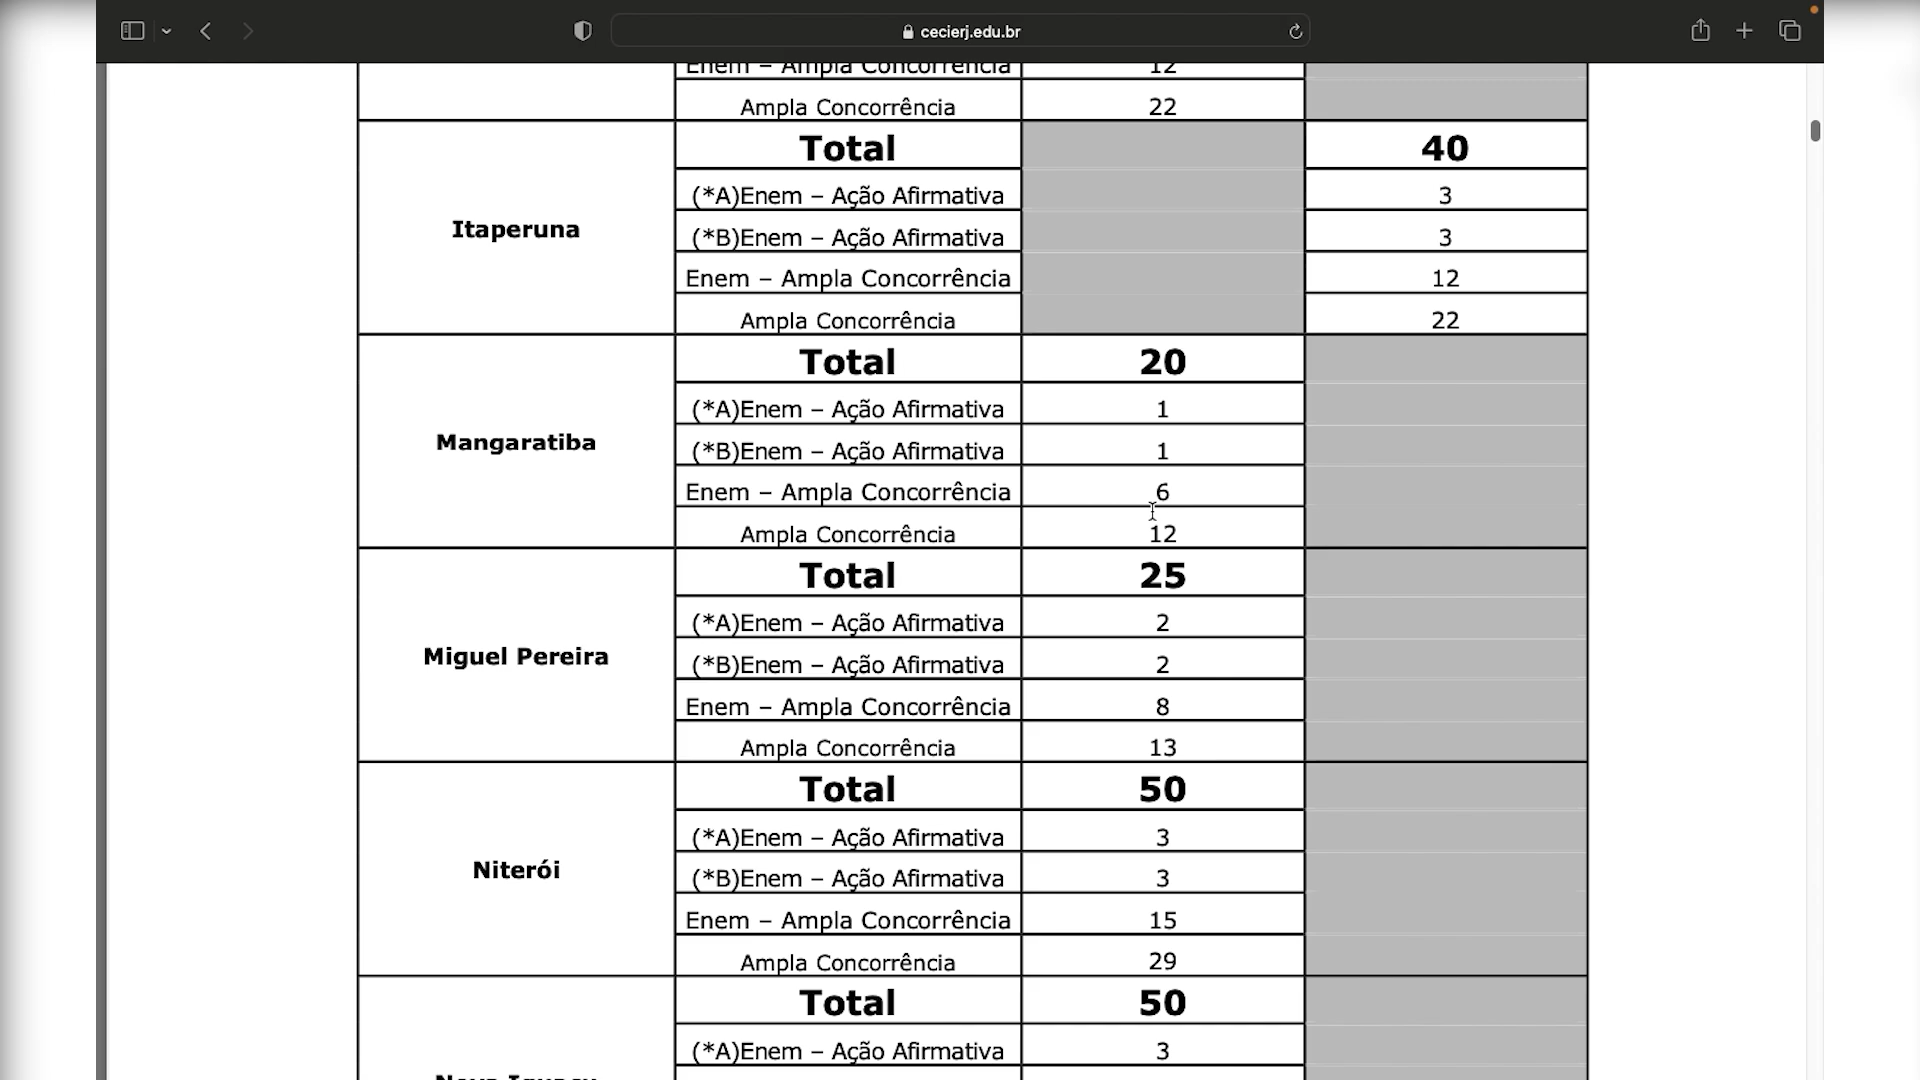 cecierj.edu.br
Enem – Ampla Concorrência 12
Ampla Concorrência 22
Itaperuna
Total 40
(*A)Enem – Ação Afirmativa 3
(*B)Enem – Ação Afirmativa 3
Enem – Ampla Concorrência 12
Ampla Concorrência 22
Mangaratiba
Total 20
(*A)Enem – Ação Afirmativa 1
(*B)Enem – Ação Afirmativa 1
Enem – Ampla Concorrência 6
Ampla Concorrência 12
Miguel Pereira
Total 25
(*A)Enem – Ação Afirmativa 2
(*B)Enem – Ação Afirmativa 2
Enem – Ampla Concorrência 8
Ampla Concorrência 13
Niterói
Total 50
(*A)Enem – Ação Afirmativa 3
(*B)Enem – Ação Afirmativa 3
Enem – Ampla Concorrência 15
Ampla Concorrência 29
Total 50
(*A)Enem – Ação Afirmativa 3